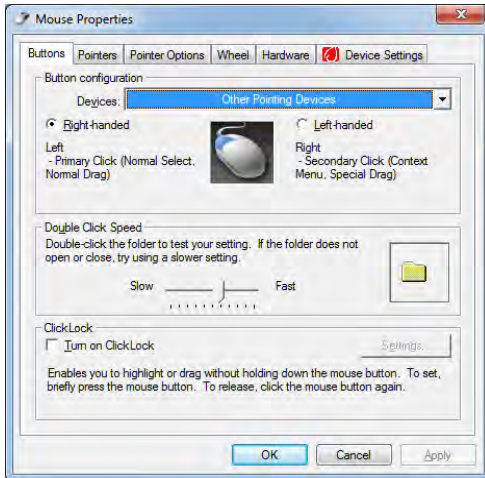 Mouse Properties
Buttons Pointers Pointer Options Wheel Hardware Device Settings
Button configuration
Devices: Other Pointing Devices
Right-handed Left-handed
Left
- Primary Click (Normal Select,
Normal Drag)
Right
- Secondary Click (Context
Menu, Special Drag)
Double Click Speed
Double-click the folder to test your setting. If the folder does not
open or close, try using a slower
setting.
Slow Fast
ClickLock
Turn on ClickLock Settings...
Enables you to highlight or drag without holding down the mouse button. To set,
briefly press the mouse button. To release, click the mouse button again.
OK Cancel Apply